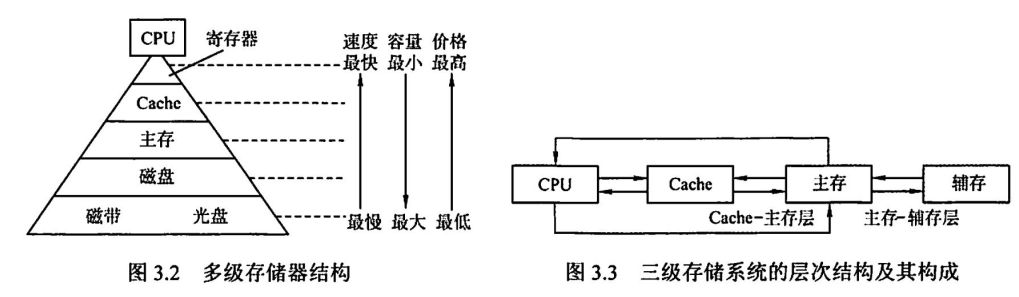 CPU
寄存器
速度 容量 价格
最快 最小 最高
Cache
主存
磁盘
磁带 光盘
最慢 最大 最低
图 3.2 多级存储器结构
CPU
Cache
主存
辅存
Cache-主存层
主存-辅存层
图 3.3 三级存储系统的层次结构及其构成